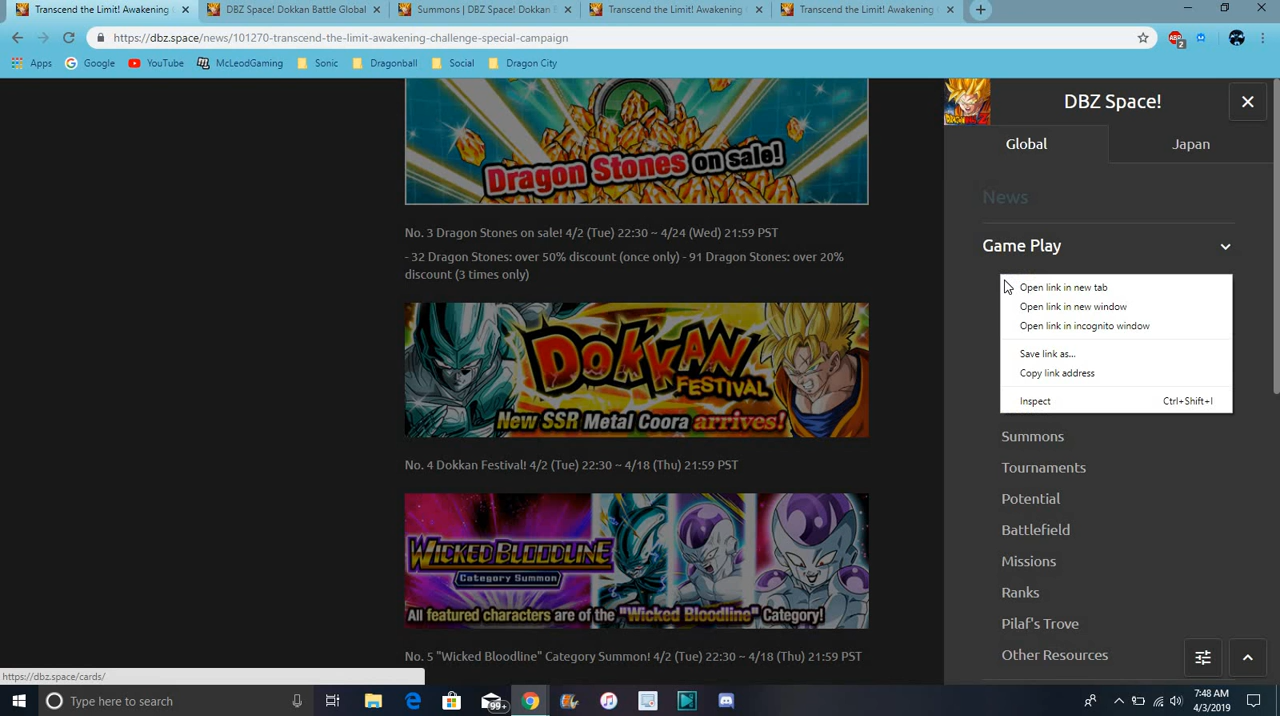 Transcend the Limit! Awakening
DBZ Space! Dokkan Battle Global
Summons | DBZ Space! Dokkan
Transcend the Limit! Awakening
Transcend the Limit! Awakening
https://dbz.space/news/101270-transcend-the-limit-awakening-challenge-special-campaign
ABP
2
Apps
Google
YouTube
McLeodGaming
Sonic
Dragonball
Social
Dragon City
Dragon Stones on sale!
No. 3 Dragon Stones on sale! 4/2 (Tue) 22:30 ~ 4/24 (Wed) 21:59 PST
- 32 Dragon Stones: over 50% discount (once only) - 91 Dragon Stones: over 20%
discount (3 times only)
DOKKAN
FESTIVAL
New SSR Metal Coora arrives!
No. 4 Dokkan Festival! 4/2 (Tue) 22:30 ~ 4/18 (Thu) 21:59 PST
WICKED BLOODLINE
Category Summon
All featured characters are of the "Wicked Bloodline" Category!
No. 5 "Wicked Bloodline" Category Summon! 4/2 (Tue) 22:30 ~ 4/18 (Thu) 21:59 PST
DBZ Space!
Global
Japan
News
Game Play
Open link in new tab
Open link in new window
Open link in incognito window
Save link as...
Copy link address
Inspect Ctrl+Shift+I
Summons
Tournaments
Potential
Battlefield
Missions
Ranks
Pilaf's Trove
Other Resources
https://dbz.space/cards/
Type here to search
99+
7:48 AM
4/3/2019